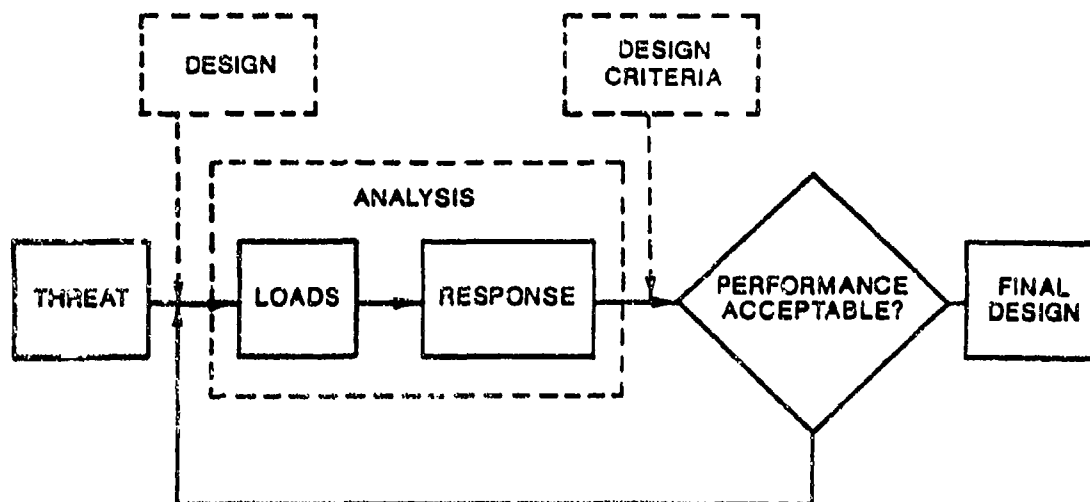 DESIGN
DESIGN
CRITERIA
ANALYSIS
THREAT
LOADS
RESPONSE
PERFORMANCE
ACCEPTABLE?
FINAL
DESIGN